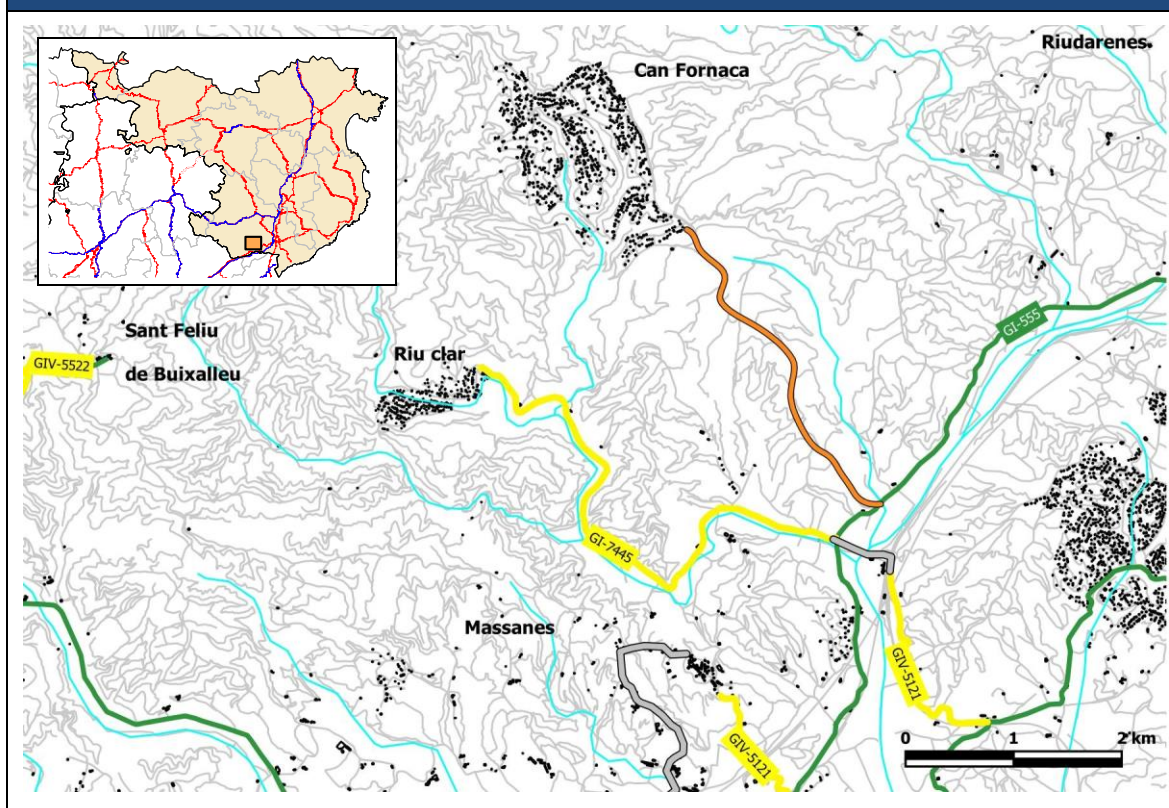 Riudarenes
Can Fornaca
GI-555
Sant Feliu
de Buixalleu
GIV-5522
Riu clar
GI-7445
Massanes
GIV-5121
GIV-5121
0 1 2 km